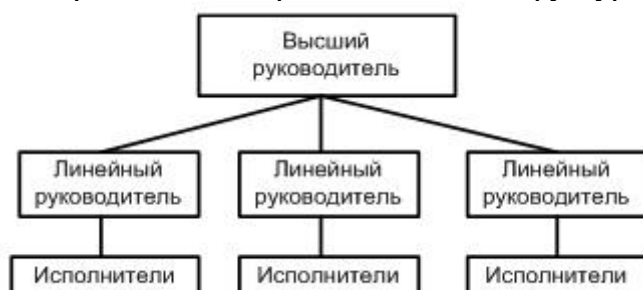 Высший
руководитель
Линейный
руководитель
Линейный
руководитель
Линейный
руководитель
Исполнители
Исполнители
Исполнители